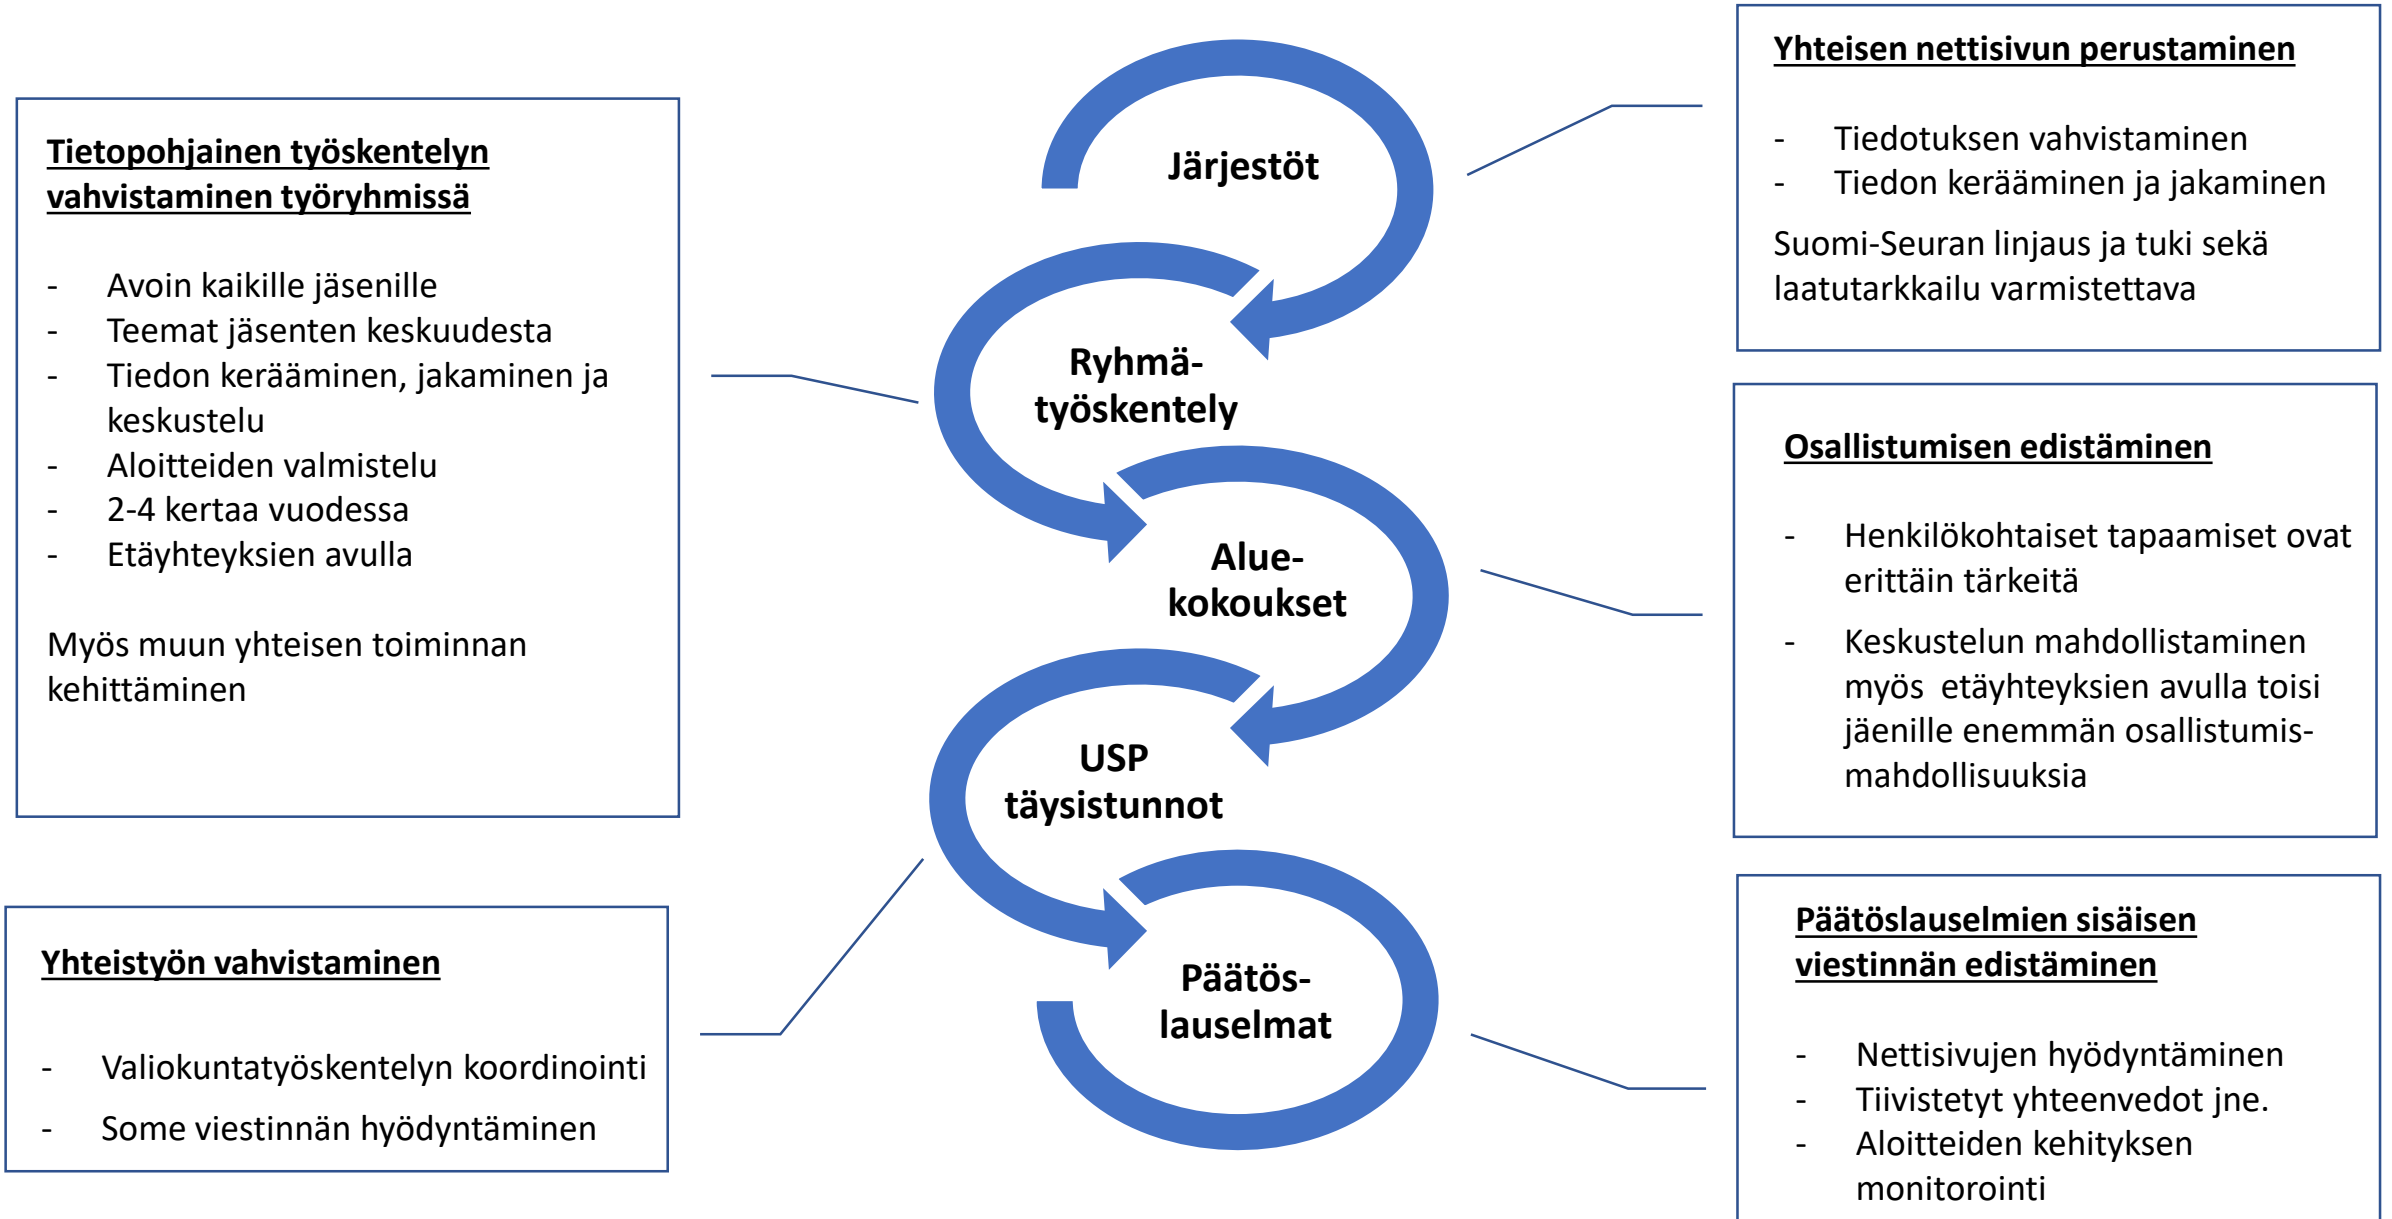 Järjestöt
Ryhmä-
työskentely
Alue-
kokoukset
USP
täysistunnot
Päätös-
lauselmat
Yhteisen nettisivun perustaminen
- Tiedotuksen vahvistaminen
- Tiedon kerääminen ja jakaminen
Suomi-Seuran linjaus ja tuki sekä
laatutarkkailu varmistettava
Tietopohjainen työskentelyn
vahvistaminen työryhmissä
- Avoin kaikille jäsenille
- Teemat jäsenten keskuudesta
- Tiedon kerääminen, jakaminen ja
keskustelu
- Aloitteiden valmistelu
- 2-4 kertaa vuodessa
- Etäyhteyksien avulla
Myös muun yhteisen toiminnan
kehittäminen
Osallistumisen edistäminen
- Henkilökohtaiset tapaamiset ovat
erittäin tärkeitä
- Keskustelun mahdollistaminen
myös etäyhteyksien avulla toisi
jäenille enemmän osallistumis-
mahdollisuuksia
Yhteistyön vahvistaminen
- Valiokuntatyöskentelyn koordinointi
- Some viestinnän hyödyntäminen
Päätöslauselmien sisäisen
viestinnän edistäminen
- Nettisivujen hyödyntäminen
- Tiivistetyt yhteenvedot jne.
- Aloitteiden kehityksen
monitorointi